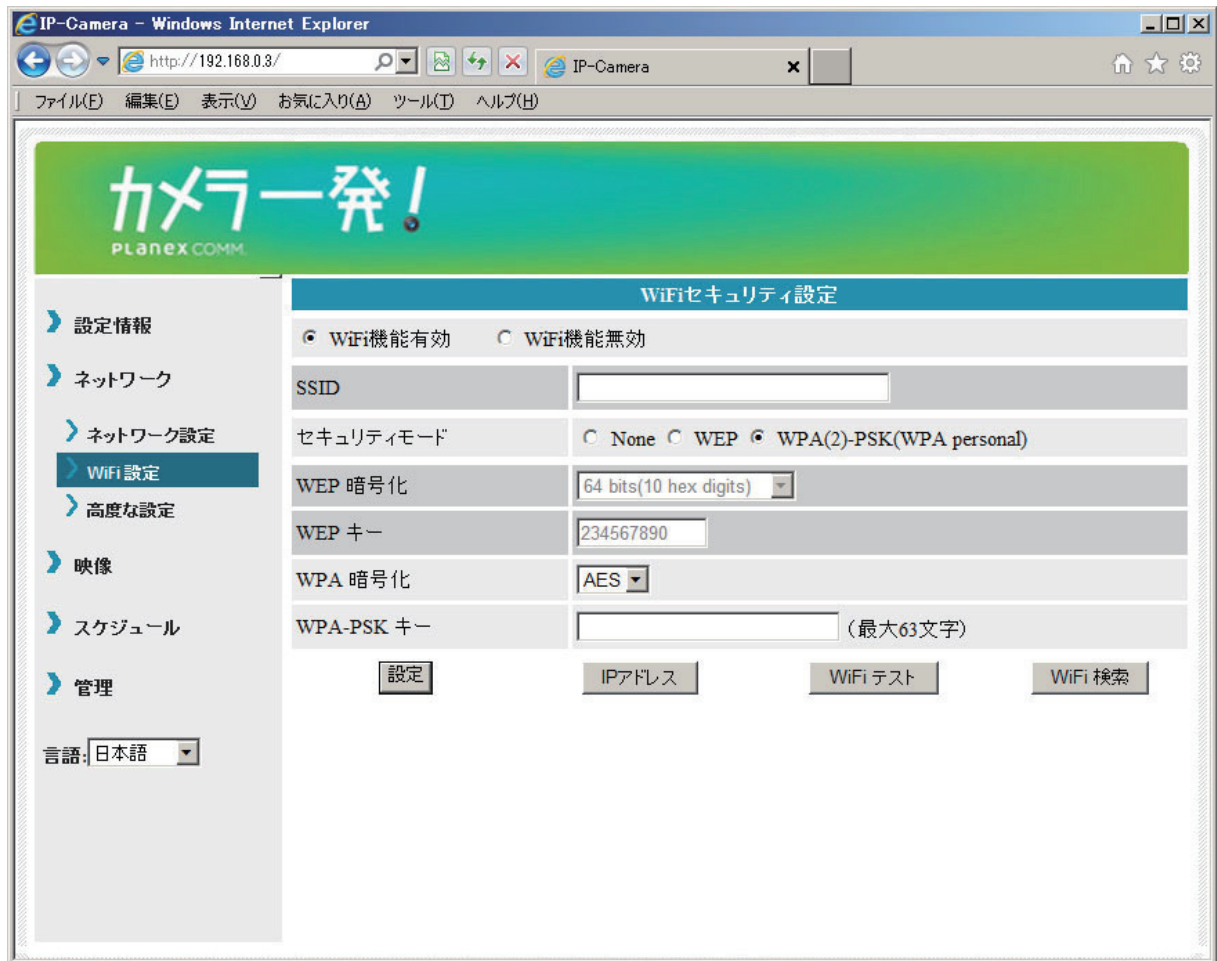 IP-Camera - Windows Internet Explorer
http://192.168.0.3/
IP-Camera
ファイル(F) 編集(E) 表示(V) お気に入り(A) ツール(T) ヘルプ(H)
カメラ一発!
PLANEX COMM.
設定情報
ネットワーク
ネットワーク設定
WiFi設定
高度な設定
映像
スケジュール
管理
言語:日本語
WiFiセキュリティ設定
WiFi機能有効 WiFi機能無効
SSID
セキュリティモード None WEP WPA(2)-PSK(WPA personal)
WEP 暗号化 64 bits(10 hex digits)
WEP キー 234567890
WPA 暗号化 AES
WPA-PSK キー (最大63文字)
設定 IPアドレス WiFi テスト WiFi 検索